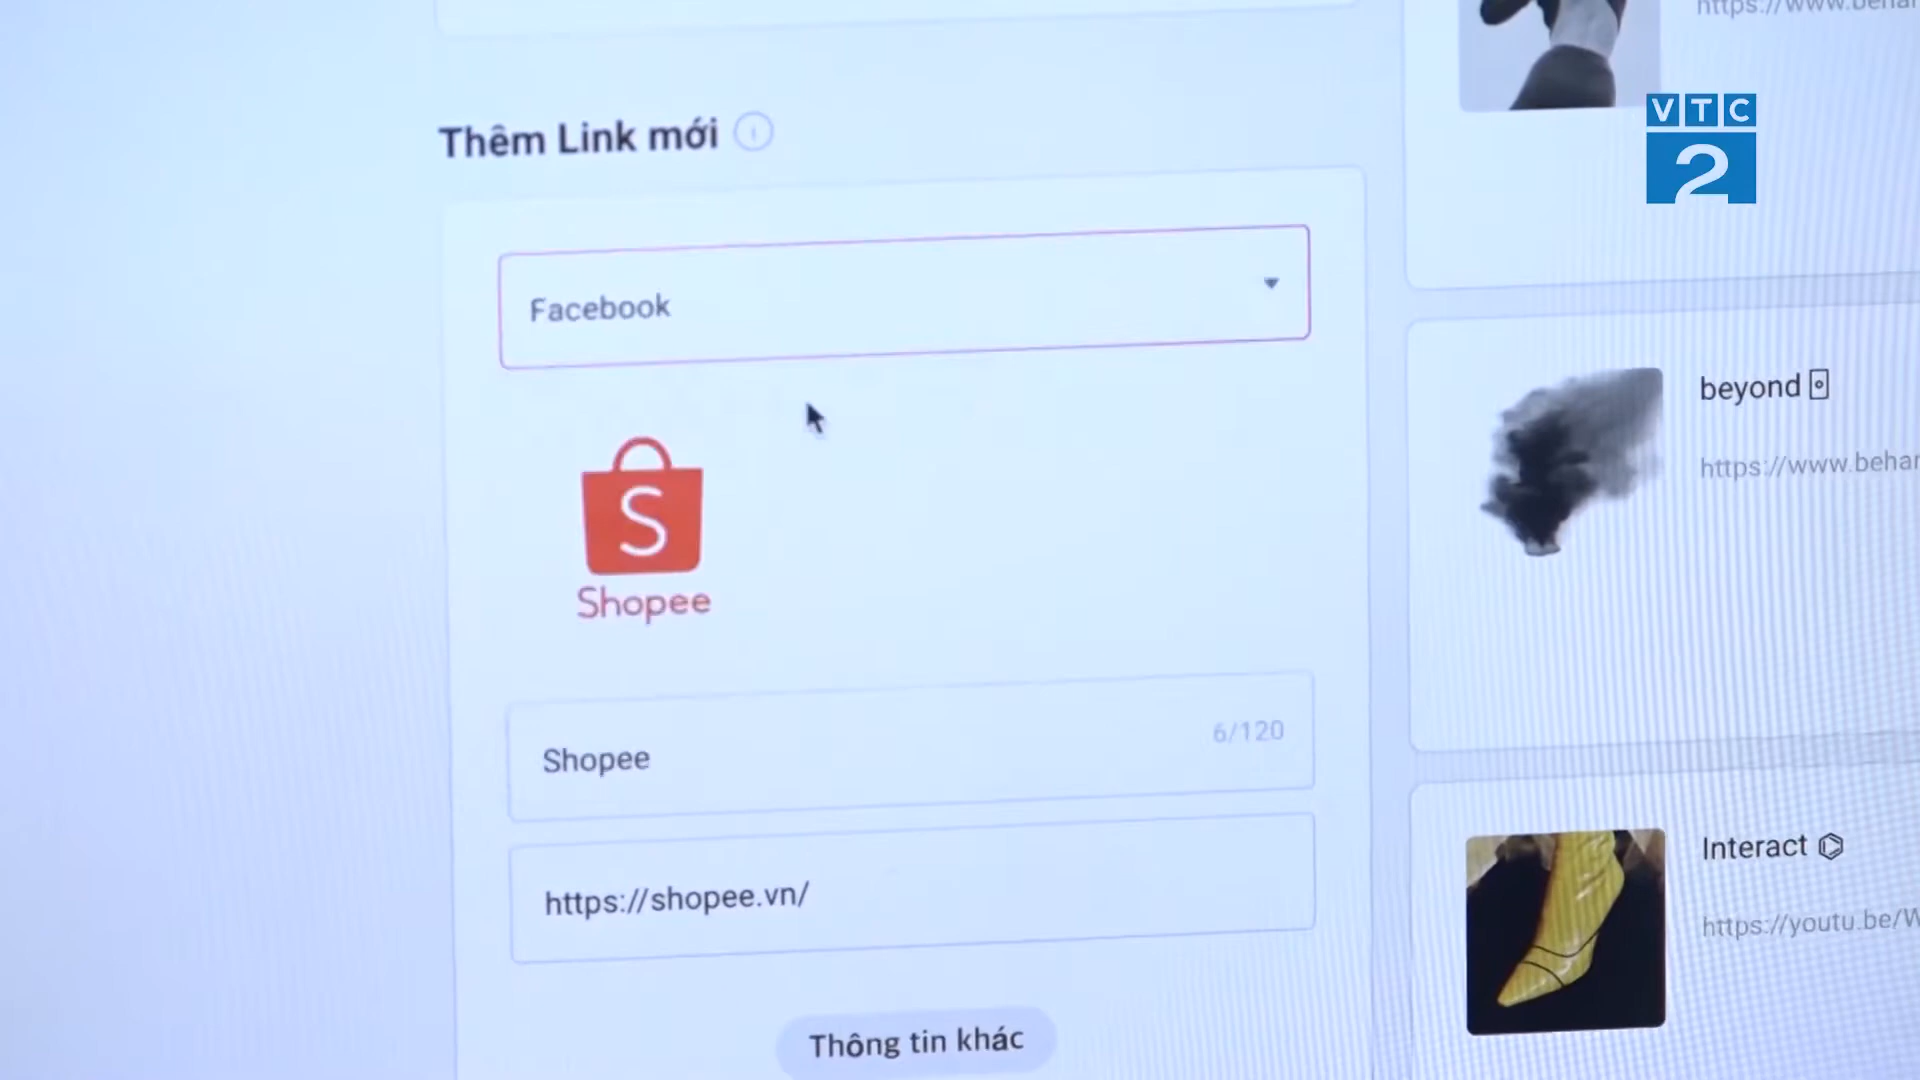 Thêm Link mới
Facebook
S
Shopee
Shopee
6/120
https://shopee.vn/
Thông tin khác
VTC
2
beyond
https://www.behan
Interact
https://youtu.be/W